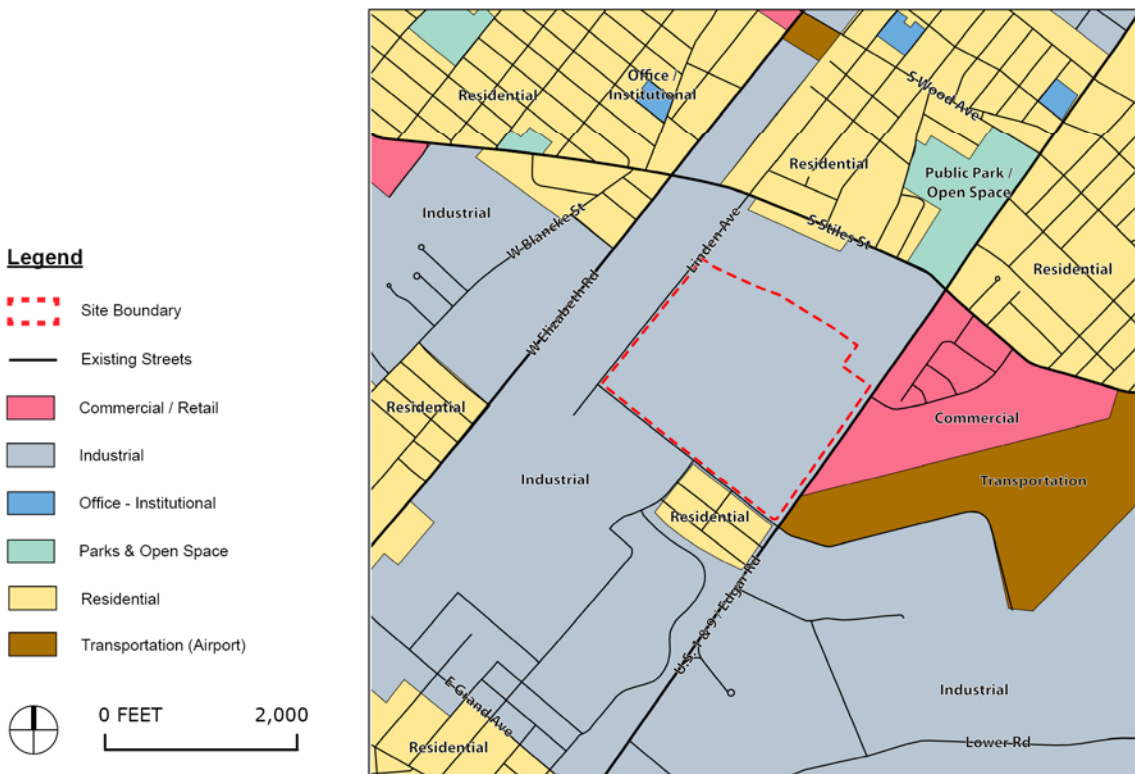 Legend
Site Boundary
Existing Streets
Commercial / Retail
Industrial
Office - Institutional
Parks & Open Space
Residential
Transportation (Airport)
0 FEET 2,000
Office /
Institutional
Residential
S Wood Ave
Residential
Public Park /
Open Space
Industrial
W Blancke St
Linden Ave
S Stiles St
Residential
W Elizabeth Rd
Residential
Commercial
Industrial
Transportation
Residential
U.S. 1 & 9 / Edgar Rd
E Grand Ave
Industrial
Residential
Lower Rd